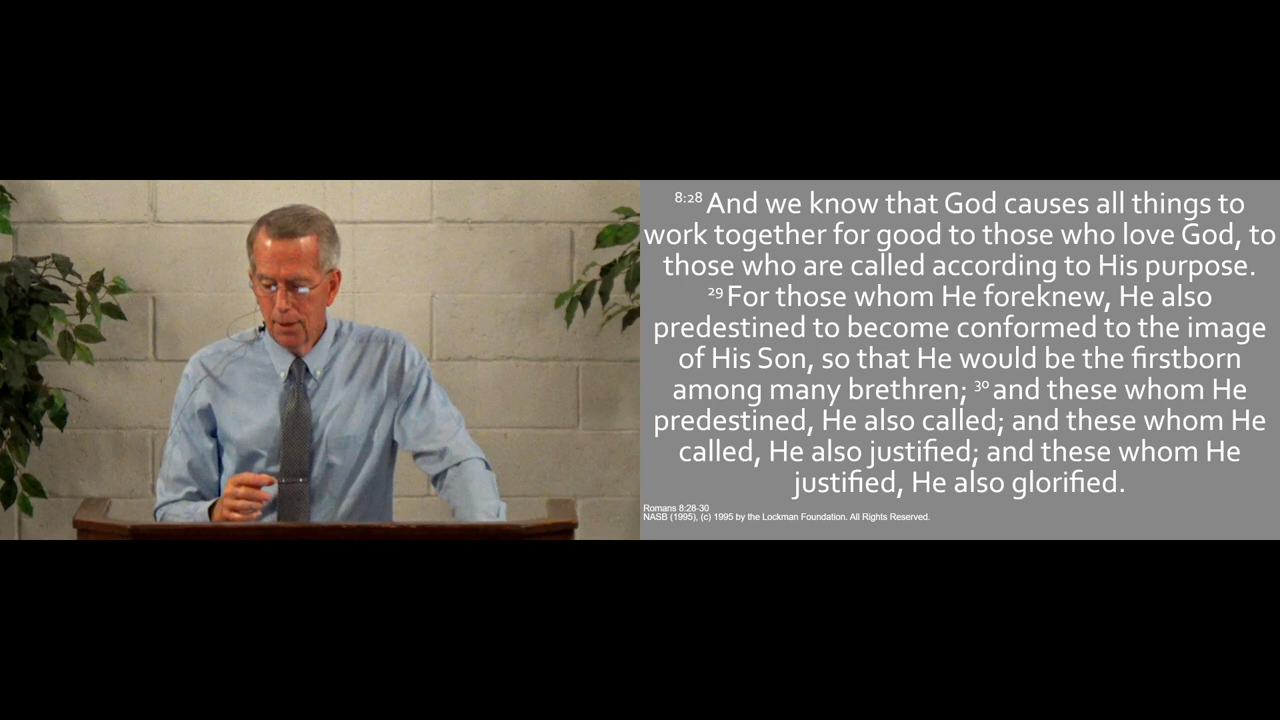 8:28 And we know that God causes all things to
work together for good to those who love God, to
those who are called according to His purpose.
29 For those whom He foreknew, He also
predestined to become conformed to the image
of His Son, so that He would be the firstborn
among many brethren; 30 and these whom He
predestined, He also called; and these whom He
called, He also justified; and these whom He
justified, He also glorified.
Romans 8:28-30
NASB (1995), (c) 1995 by the Lockman Foundation. All Rights Reserved.